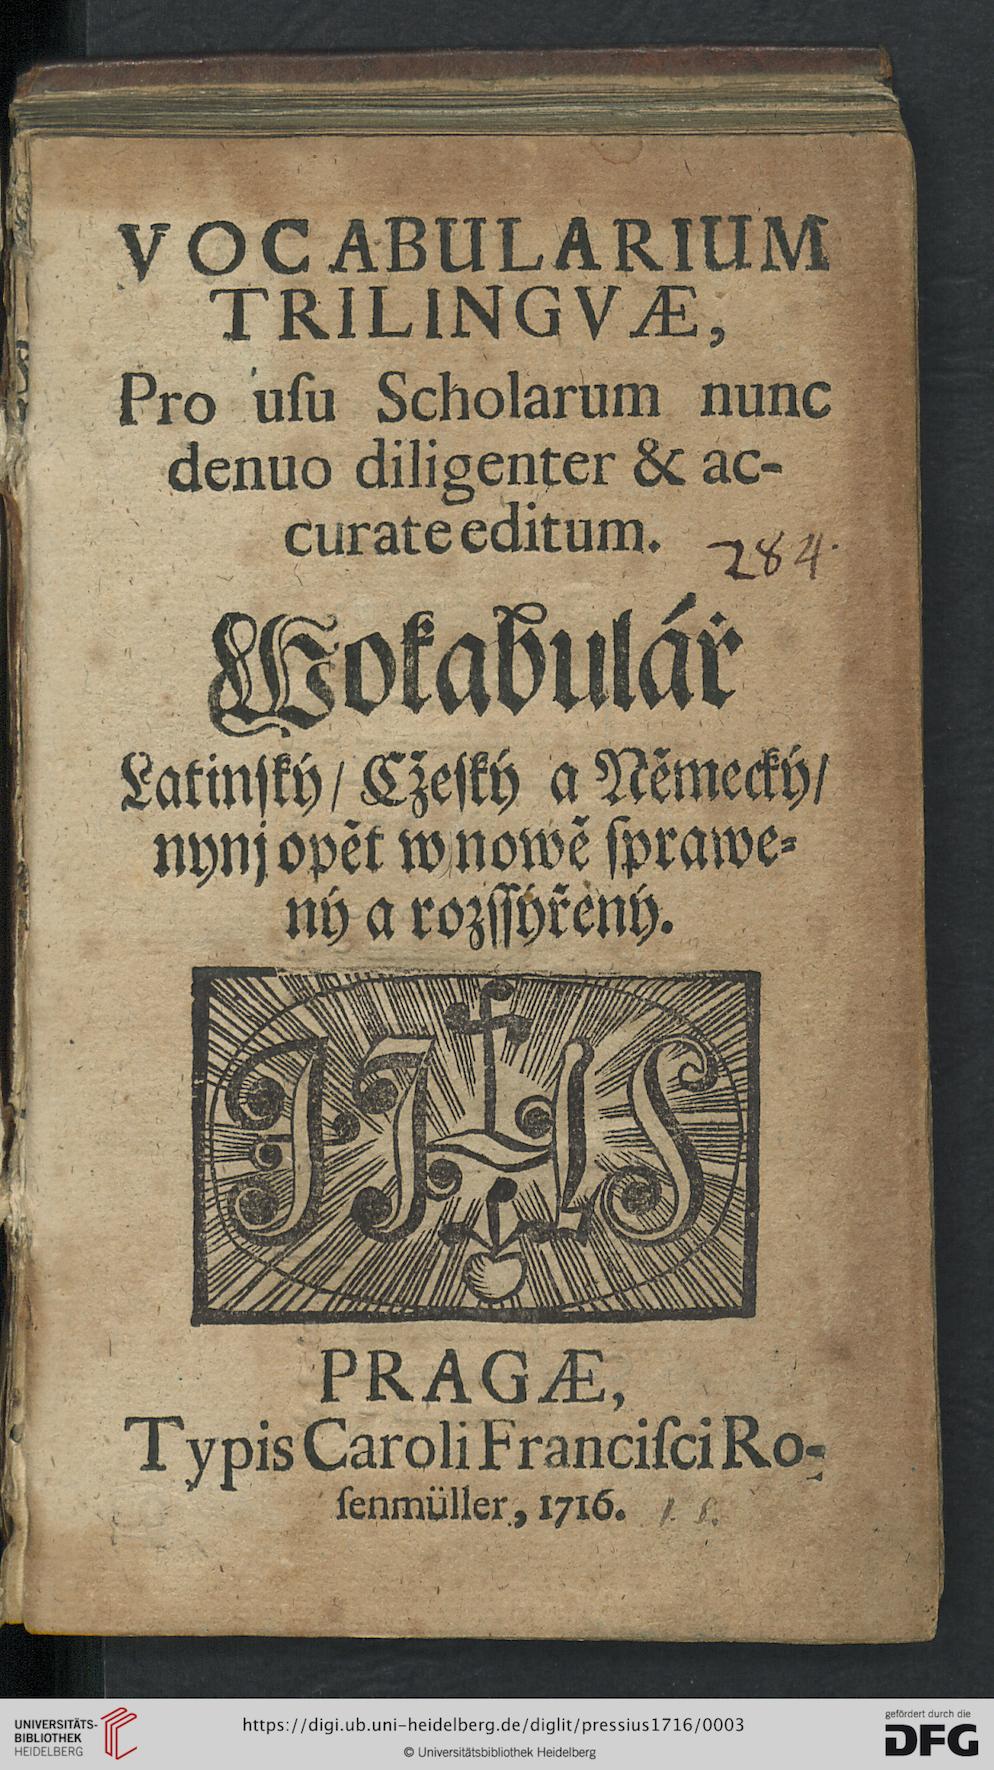 VOCABULARIUM
TRILINGVÆ,
Pro uſu Scholarum nunc
denuo diligenter & ac-
curate editum.
284.
Wokabulář
Latinſký/ Cžeſký a Německý/
nynj opět w nowě ſprawe⸗
ný a rozſſýřený.
IHS
PRAGÆ,
Typis Caroli Franciſci Ro-
ſenmüller, 1716.
UNIVERSITÄTS-
BIBLIOTHEK
HEIDELBERG
https://digi.ub.uni-heidelberg.de/diglit/pressius1716/0003
© Universitätsbibliothek Heidelberg
gefördert durch die
DFG